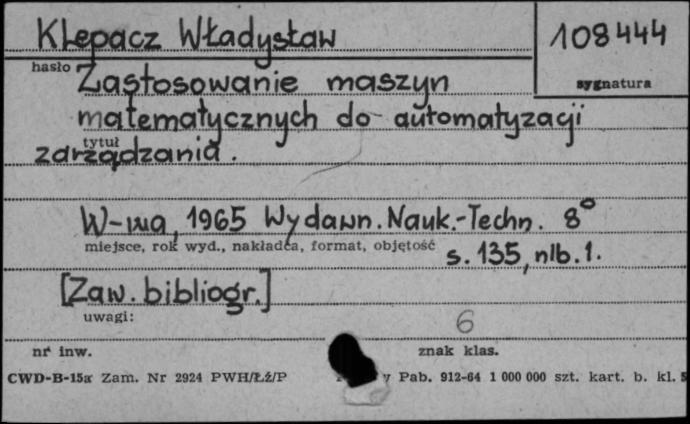 Klepacz Władysław
108444
hasło
sygnatura
Zastosowanie maszyn
matematycznych do automatyzacji
tytuł
zarządzania.
W-wa, 1965 Wydawn. Nauk.-Techn. 8°
miejsce, rok wyd., nakładca, format, objętość
s. 135, nlb. 1.
[Zaw. bibliogr.]
uwagi:
6
nr inw.
znak klas.
CWD-B-15a Zam. Nr 2924 PWH/Łź/P
y Pab. 912-64 1 000 000 szt. kart. b. kl. 5